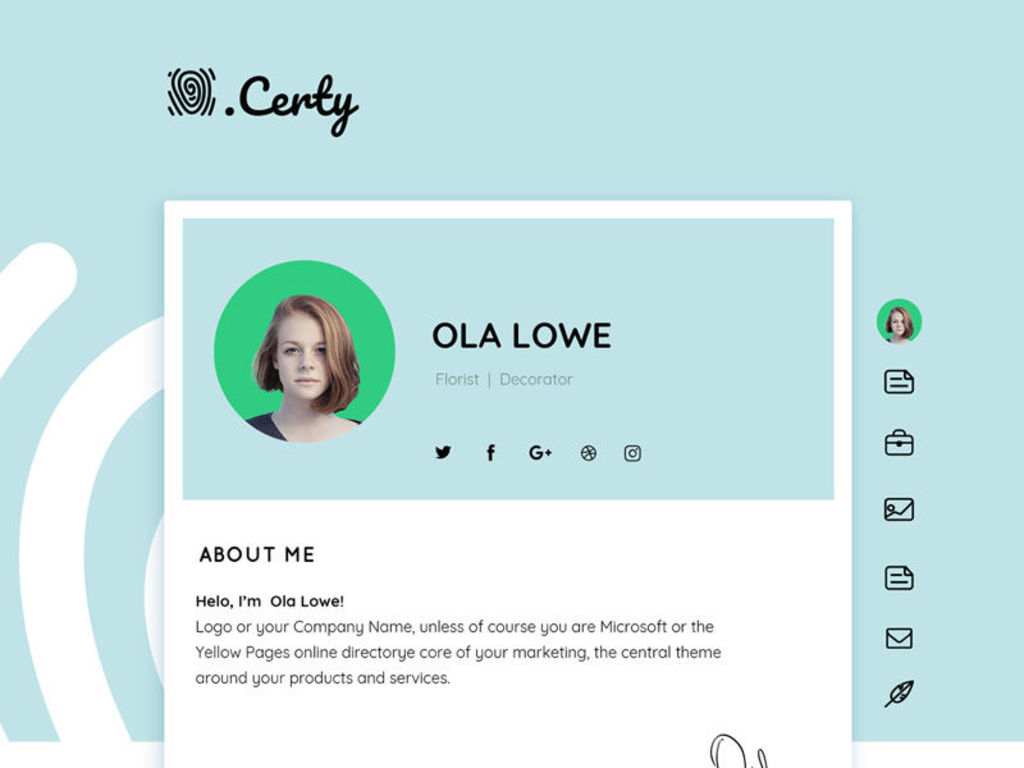 .Certy
OLA LOWE
Florist | Decorator
ABOUT ME
Helo, I'm Ola Lowe!
Logo or your Company Name, unless of course you are Microsoft or the
Yellow Pages online directorye core of your marketing, the central theme
around your products and services.